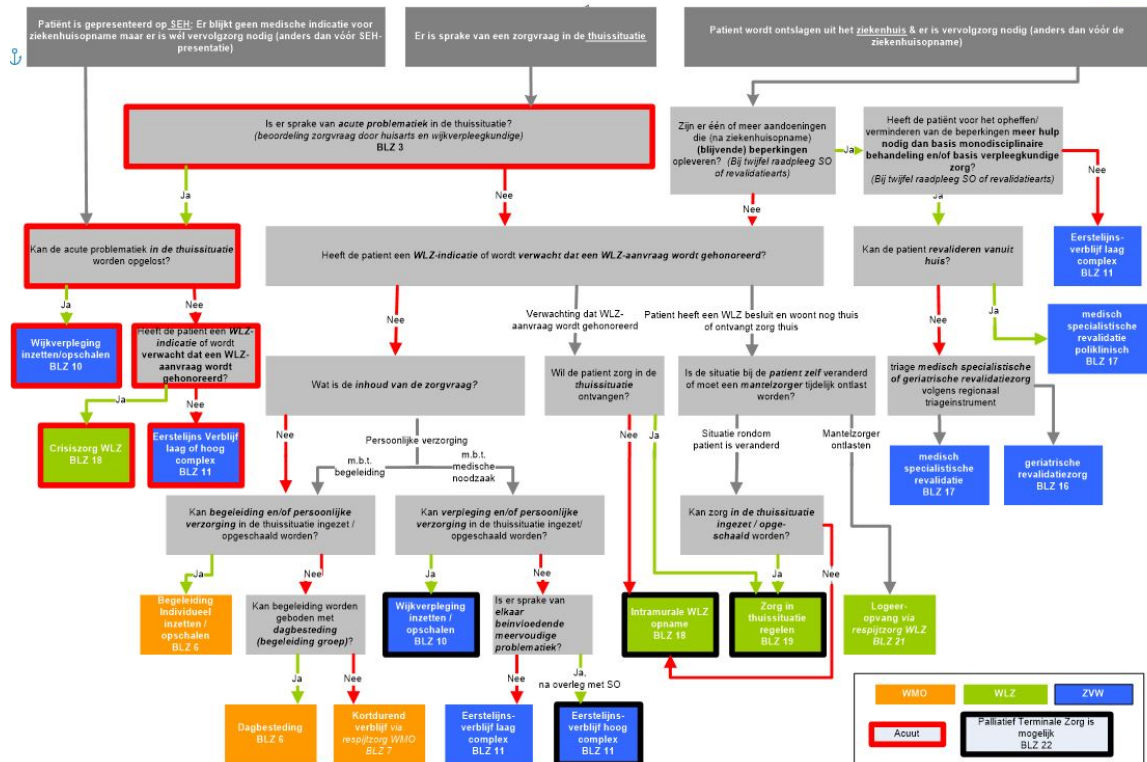 Patiënt is gepresenteerd op SEH: Er blijkt geen medische indicatie voor
ziekenhuisopname maar er is wél vervolgzorg nodig (anders dan vóór SEH-
presentatie)
Er is sprake van een zorgvraag in de thuissituatie
Patient wordt ontslagen uit het ziekenhuis & er is vervolgzorg nodig (anders dan vóór de
ziekenhuisopname)
Is er sprake van acute problematiek in de thuissituatie?
(beoordeling zorgvraag door huisarts en wijkverpleegkundige)
BLZ 3
Zijn er één of meer aandoeningen
die (na ziekenhuisopname)
(blijvende) beperkingen
opleveren? (Bij twijfel raadpleeg SO
of revalidatiearts)
Ja
Heeft de patiënt voor het opheffen/
verminderen van de beperkingen meer hulp
nodig dan basis monodisciplinaire
behandeling en/of basis verpleegkundige
zorg?
(Bij twijfel raadpleeg SO of revalidatiearts)
Ja
Nee
Nee
Ja
Nee
Kan de acute problematiek in de thuissituatie
worden opgelost?
Heeft de patient een WLZ-indicatie of wordt verwacht dat een WLZ-aanvraag wordt gehonoreerd?
Kan de patient revalideren vanuit
huis?
Eerstelijns-
verblijf laag
complex
BLZ 11
Ja
Nee
Nee
Verwachting dat WLZ-
aanvraag wordt gehonoreerd
Patient heeft een WLZ besluit en woont nog thuis
of ontvangt zorg thuis
Nee
Ja
Wijkverpleging
inzetten/opschalen
BLZ 10
Heeft de patient een WLZ-
indicatie of wordt
verwacht dat een WLZ-
aanvraag wordt
gehonoreerd?
Wat is de inhoud van de zorgvraag?
Wil de patient zorg in de
thuissituatie
ontvangen?
Is de situatie bij de patient zelf veranderd
of moet een mantelzorger tijdelijk ontlast
worden?
triage medisch specialistische
of geriatrische revalidatiezorg
volgens regionaal
triageinstrument
medisch
specialistische
revalidatie
poliklinisch
BLZ 17
Ja
Nee
Crisiszorg WLZ
BLZ 18
Eerstelijns Verblijf
laag of hoog
complex
BLZ 11
Nee
Persoonlijke verzorging
m.b.t.
begeleiding
m.b.t.
medische
noodzaak
Nee
Ja
Situatie rondom
patient is veranderd
Mantelzorger
ontlasten
medisch
specialistische
revalidatie
BLZ 17
geriatrische
revalidatiezorg
BLZ 16
Kan begeleiding en/of persoonlijke
verzorging in de thuissituatie ingezet /
opgeschaald worden?
Kan verpleging en/of persoonlijke
verzorging in de thuissituatie ingezet/
opgeschaald worden?
Kan zorg in de thuissituatie
ingezet / opge-
schaald worden?
Ja
Nee
Ja
Nee
Ja
Nee
Begeleiding
Individueel
inzetten /
opschalen
BLZ 6
Kan begeleiding worden
geboden met
dagbesteding
(begeleiding groep)?
Wijkverpleging
inzetten /
opschalen
BLZ 10
Is er sprake van
elkaar
beinvloedende
meervoudige
problematiek?
Intramurale WLZ
opname
BLZ 18
Zorg in
thuissituatie
regelen
BLZ 19
Logeer-
opvang via
respijtzorg WLZ
BLZ 21
Ja
Nee
Nee
Ja,
na overleg met SO
Dagbesteding
BLZ 6
Kortdurend
verblijf via
respijtzorg WMO
BLZ 7
Eerstelijns-
verblijf laag
complex
BLZ 11
Eerstelijns-
verblijf hoog
complex
BLZ 11
WMO
WLZ
ZVW
Acuut
Palliatief Terminale Zorg is
mogelijk
BLZ 22